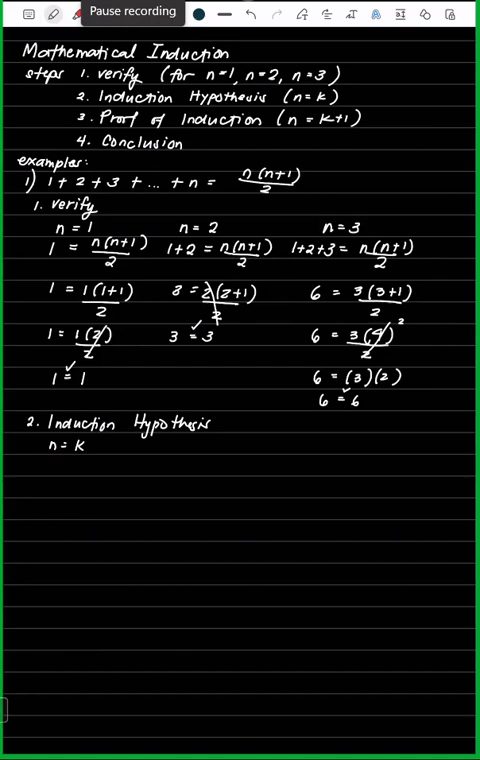 Pause recording
Mathematical Induction
steps 1. verify (for n=1, n=2, n=3)
2. Induction Hypothesis (n=k)
3. Proof of Induction (n=k+1)
4. Conclusion
examples:
1) 1+2+3+...+n = n(n+1)/2
1. verify
n=1 n=2 n=3
1 = n(n+1)/2 1+2 = n(n+1)/2 1+2+3 = n(n+1)/2
1 = 1(1+1)/2 3 = 2(2+1)/2 6 = 3(3+1)/2
1 = 1(2)/2 3 = 3 ✓ 6 = 3(4)/2 2
1 = 1 ✓ 6 = (3)(2)
6 = 6 ✓
2. Induction Hypothesis
n=k